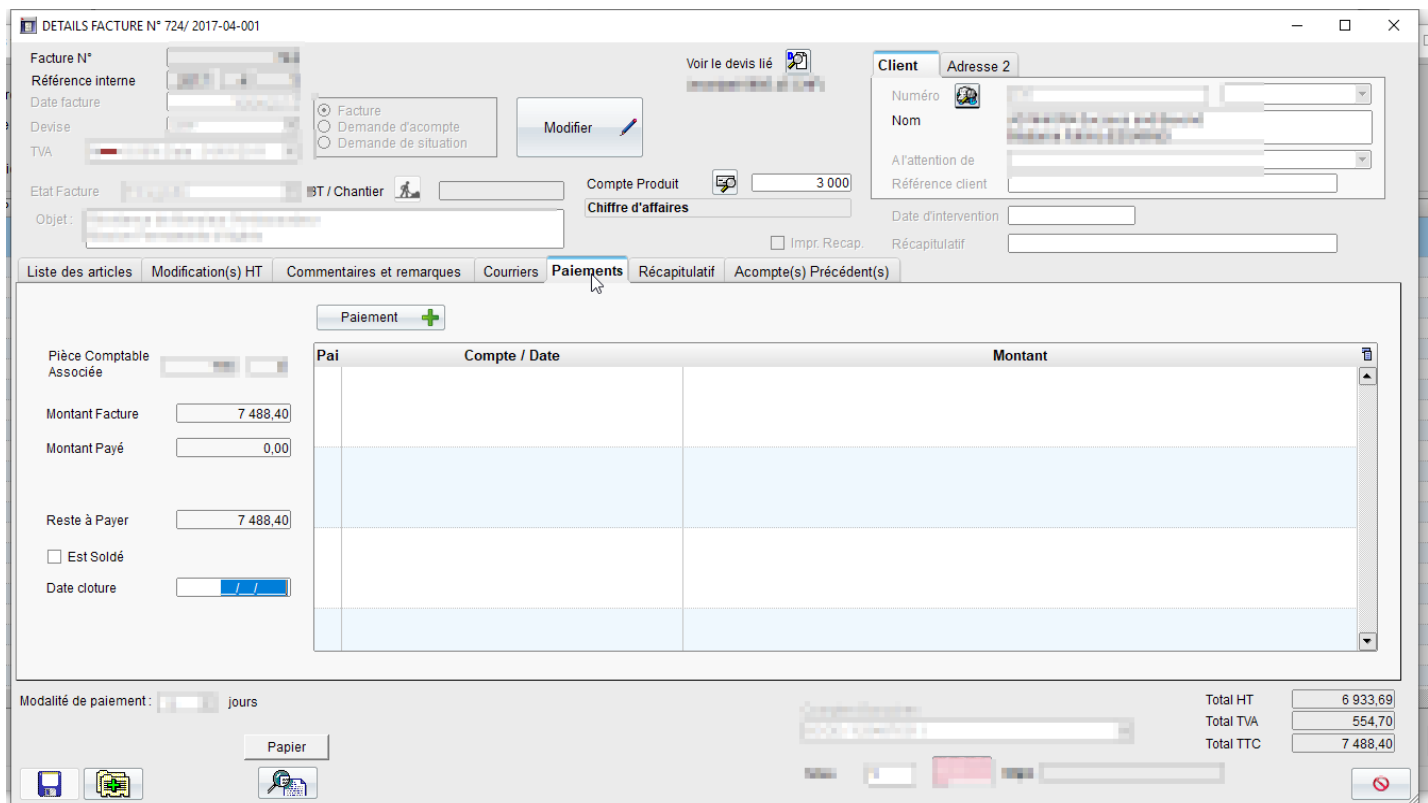 DETAILS FACTURE N° 724/ 2017-04-001
Facture N°
Référence interne
Date facture
Devise
TVA
Facture
Demande d'acompte
Demande de situation
Modifier
Voir le devis lié
Client
Adresse 2
Numéro
Nom
A l'attention de
Référence client
Etat Facture
BT / Chantier
Compte Produit
3 000
Chiffre d'affaires
Objet :
Date d'intervention
Impr. Recap.
Récapitulatif
Liste des articles
Modification(s) HT
Commentaires et remarques
Courriers
Paiements
Récapitulatif
Acompte(s) Précédent(s)
Paiement
Pièce Comptable
Associée
Pai
Compte / Date
Montant
Montant Facture
7 488,40
Montant Payé
0,00
Reste à Payer
7 488,40
Est Soldé
Date cloture
__/__/____
Modalité de paiement :
jours
Total HT
6 933,69
Total TVA
554,70
Total TTC
7 488,40
Papier